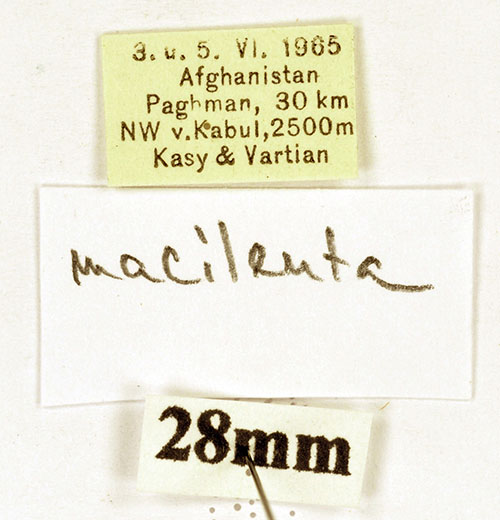 3. u. 5. VI. 1965
Afghanistan
Paghman, 30 km
NW v.Kabul,2500m
Kasy & Vartian
macilenta
28mm